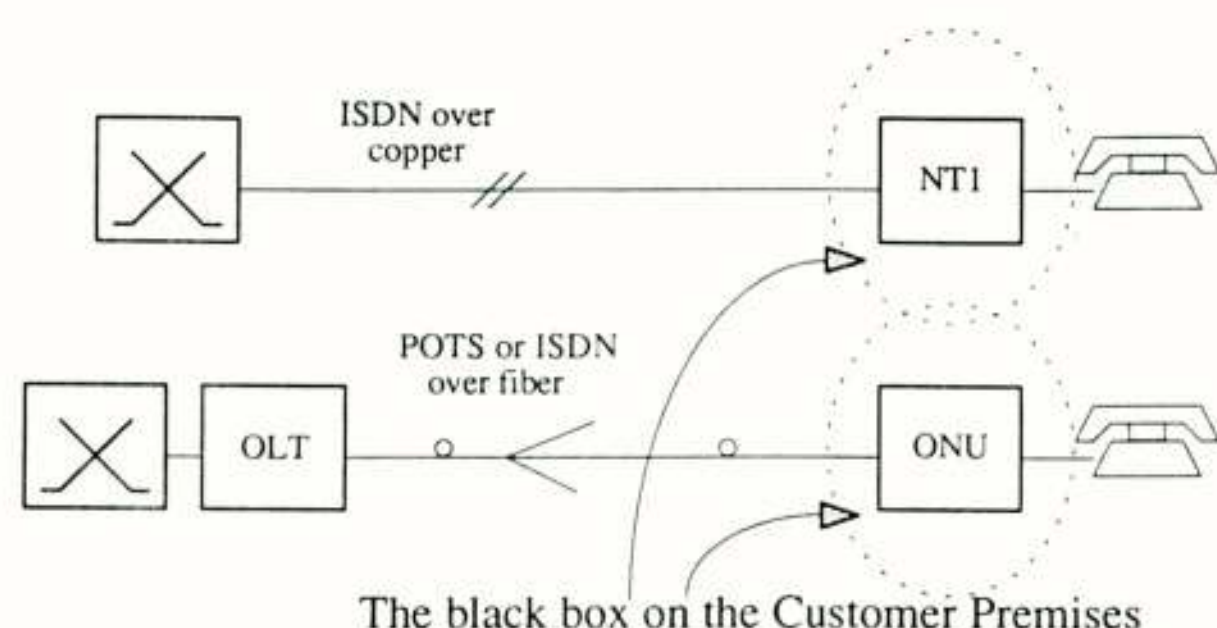 ISDN over
copper
NT1
POTS or ISDN
over fiber
OLT
ONU
The black box on the Customer Premises